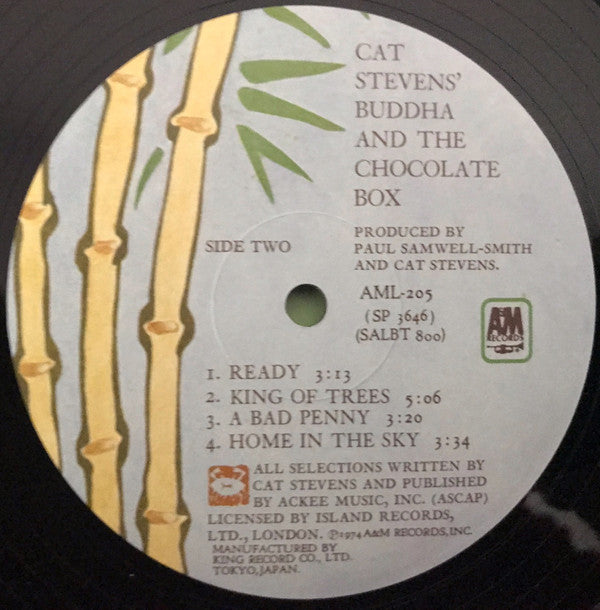 CAT
STEVENS'
BUDDHA
AND THE
CHOCOLATE
BOX
SIDE TWO
PRODUCED BY
PAUL SAMWELL-SMITH
AND CAT STEVENS.
AML-205
(SP 3646)
(SALBT 800)
A&M
RECORDS
1. READY 3:13
2. KING OF TREES 5:06
3. A BAD PENNY 3:20
4. HOME IN THE SKY 3:34
ALL SELECTIONS WRITTEN BY
CAT STEVENS AND PUBLISHED
BY ACKEE MUSIC, INC. (ASCAP)
LICENSED BY ISLAND RECORDS,
LTD., LONDON. ℗1974 A&M RECORDS, INC.
MANUFACTURED BY
KING RECORD CO., LTD.
TOKYO, JAPAN.